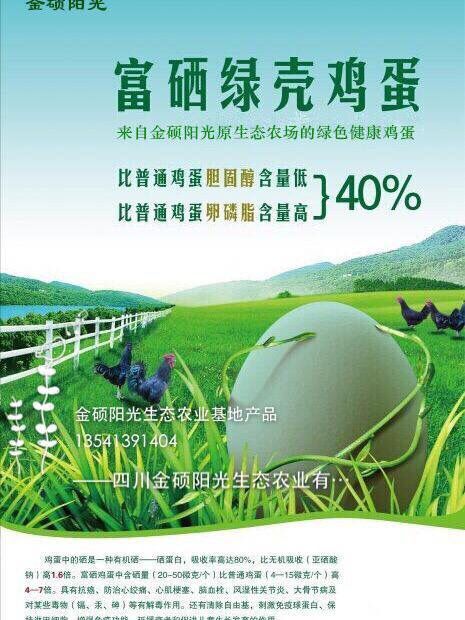 金硕阳光
富硒绿壳鸡蛋
来自金硕阳光原生态农场的绿色健康鸡蛋
比普通鸡蛋胆固醇含量低
比普通鸡蛋卵磷脂含量高
}40%
金硕阳光生态农业基地产品
13541391404
——四川金硕阳光生态农业有…
鸡蛋中的硒是一种有机硒——硒蛋白，吸收率高达80%，比无机吸收（亚硒酸
钠）高1.6倍。富硒鸡蛋中含硒量（20-50微克/个）比普通鸡蛋（4—15微克/个）高
4—7倍。具有抗癌、防治心绞痛、心肌梗塞、脑血栓、风湿性关节炎、大骨节病及
对某些毒物（镉、汞、砷）等有解毒作用。还有清除自由基，刺激免疫球蛋白、保